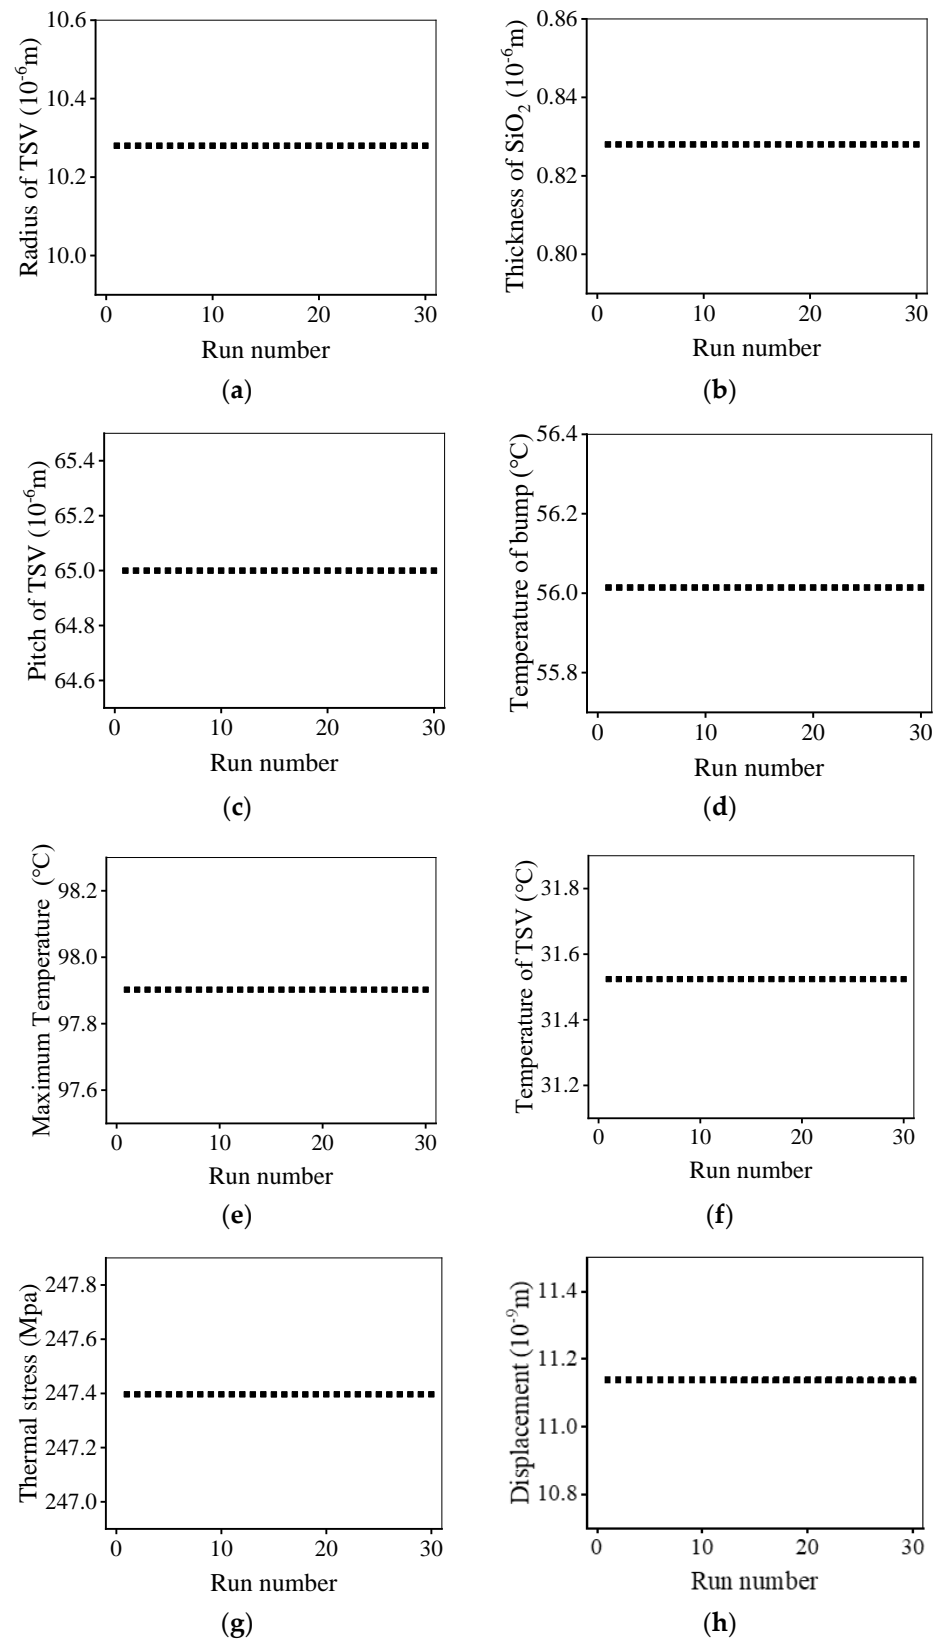 Radius of TSV (10⁻⁶m)
10.6
10.4
10.2
10.0
0 10 20 30
Run number
(a)
Thickness of SiO₂ (10⁻⁶m)
0.86
0.84
0.82
0.80
0 10 20 30
Run number
(b)
Pitch of TSV (10⁻⁶m)
65.4
65.2
65.0
64.8
64.6
0 10 20 30
Run number
(c)
Temperature of bump (°C)
56.4
56.2
56.0
55.8
0 10 20 30
Run number
(d)
Maximum Temperature (°C)
98.2
98.0
97.8
97.6
0 10 20 30
Run number
(e)
Temperature of TSV (°C)
31.8
31.6
31.4
31.2
0 10 20 30
Run number
(f)
Thermal stress (Mpa)
247.8
247.6
247.4
247.2
247.0
0 10 20 30
Run number
(g)
Displacement (10⁻⁹m)
11.4
11.2
11.0
10.8
0 10 20 30
Run number
(h)